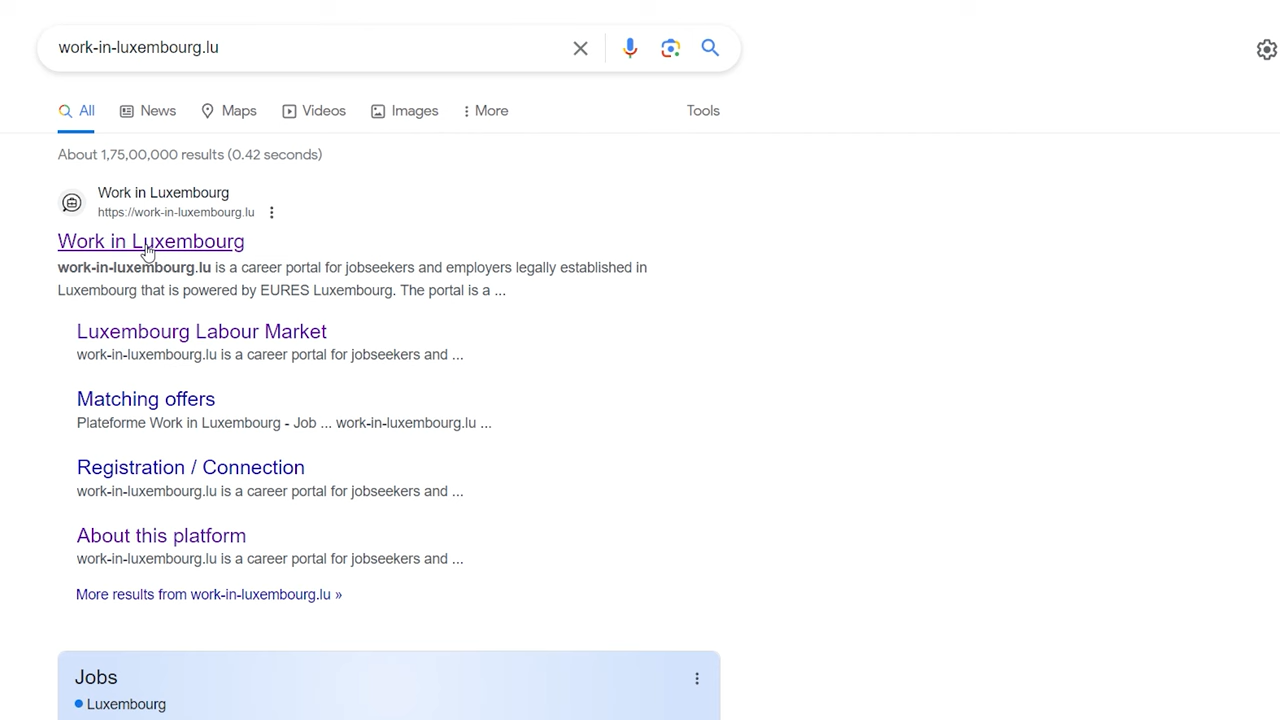 work-in-luxembourg.lu
All News Maps Videos Images More Tools
About 1,75,00,000 results (0.42 seconds)
Work in Luxembourg
https://work-in-luxembourg.lu
Work in Luxembourg
work-in-luxembourg.lu is a career portal for jobseekers and employers legally established in
Luxembourg that is powered by EURES Luxembourg. The portal is a ...
Luxembourg Labour Market
work-in-luxembourg.lu is a career portal for jobseekers and ...
Matching offers
Plateforme Work in Luxembourg - Job ... work-in-luxembourg.lu ...
Registration / Connection
work-in-luxembourg.lu is a career portal for jobseekers and ...
About this platform
work-in-luxembourg.lu is a career portal for jobseekers and ...
More results from work-in-luxembourg.lu »
Jobs
Luxembourg